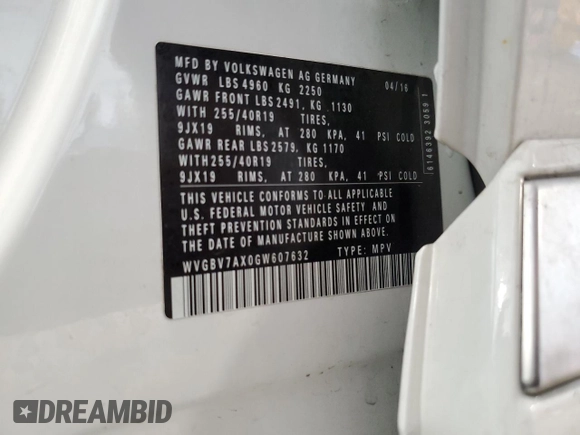 MFD BY VOLKSWAGEN AG GERMANY 04/16
GVWR LBS 4960 KG 2250
GAWR FRONT LBS 2491, KG 1130
WITH 255/40R19 TIRES,
9JX19 RIMS, AT 280 KPA, 41 PSI COLD
GAWR REAR LBS 2579, KG 1170
WITH 255/40R19 TIRES,
9JX19 RIMS, AT 280 KPA, 41 PSI COLD
THIS VEHICLE CONFORMS TO ALL APPLICABLE
U.S. FEDERAL MOTOR VEHICLE SAFETY AND
THEFT PREVENTION STANDARDS IN EFFECT ON
THE DATE OF MANUFACTURE SHOWN ABOVE
WVGBV7AX0GW607632 TYPE: MPV
6146392 3059 1
DREAMBID